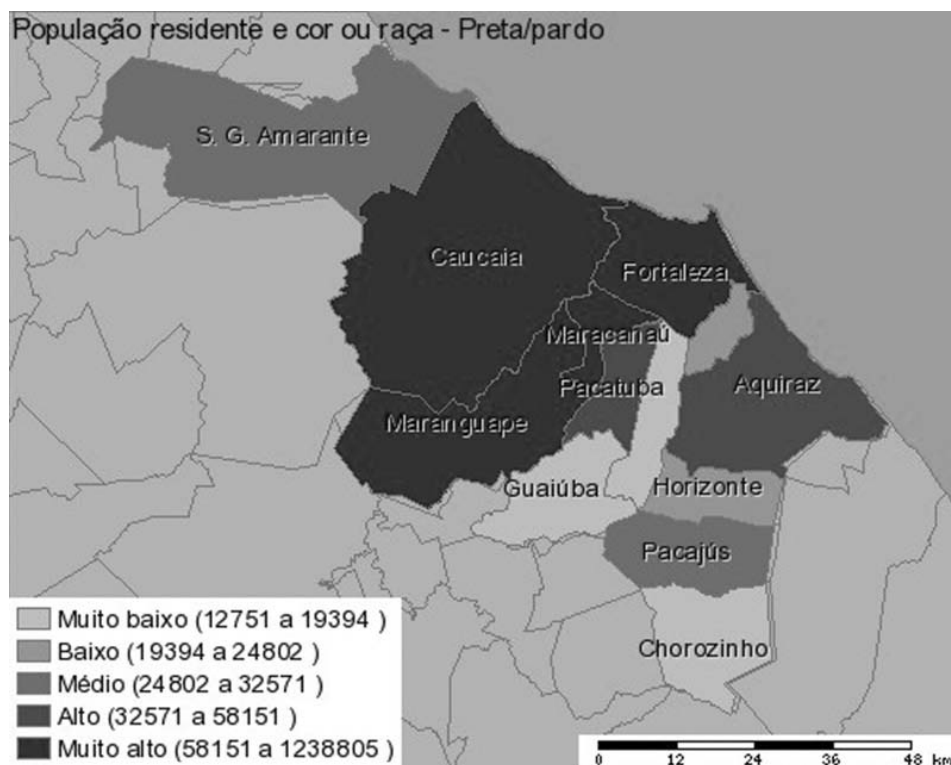 População residente e cor ou raça - Preta/pardo
S. G. Amarante
Caucaia
Fortaleza
Maracanaú
Pacatuba
Aquiraz
Maranguape
Guaiúba
Horizonte
Pacajús
Chorozinho
Muito baixo (12751 a 19394 )
Baixo (19394 a 24802 )
Médio (24802 a 32571 )
Alto (32571 a 58151 )
Muito alto (58151 a 1238805 )
0 12 24 36 48 km